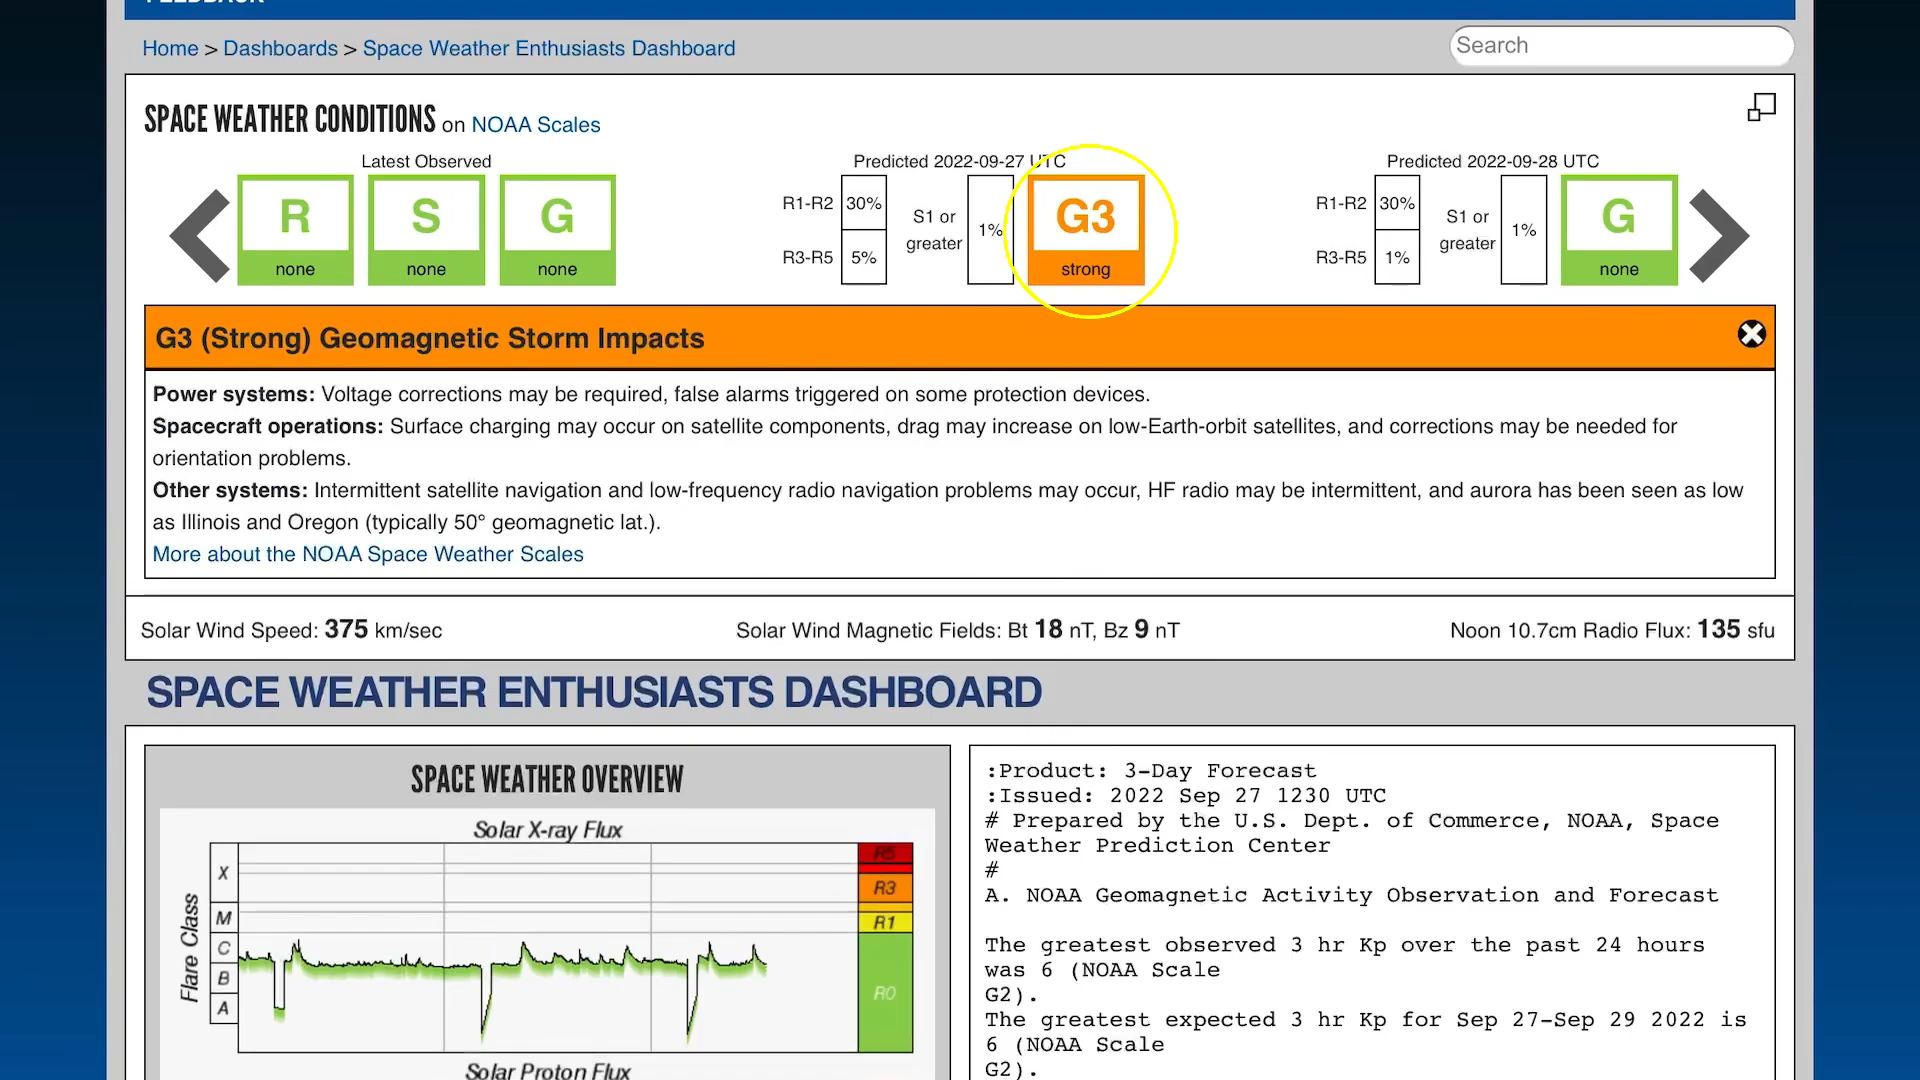 FEEDBACK
Home > Dashboards > Space Weather Enthusiasts Dashboard
Search
SPACE WEATHER CONDITIONS on NOAA Scales
Latest Observed
R
none
S
none
G
none
Predicted 2022-09-27 UTC
R1-R2 30%
R3-R5 5%
S1 or
greater
1%
G3
strong
Predicted 2022-09-28 UTC
R1-R2 30%
R3-R5 1%
S1 or
greater
1%
G
none
G3 (Strong) Geomagnetic Storm Impacts
Power systems: Voltage corrections may be required, false alarms triggered on some protection devices.
Spacecraft operations: Surface charging may occur on satellite components, drag may increase on low-Earth-orbit satellites, and corrections may be needed for
orientation problems.
Other systems: Intermittent satellite navigation and low-frequency radio navigation problems may occur, HF radio may be intermittent, and aurora has been seen as low
as Illinois and Oregon (typically 50° geomagnetic lat.).
More about the NOAA Space Weather Scales
Solar Wind Speed: 375 km/sec
Solar Wind Magnetic Fields: Bt 18 nT, Bz 9 nT
Noon 10.7cm Radio Flux: 135 sfu
SPACE WEATHER ENTHUSIASTS DASHBOARD
SPACE WEATHER OVERVIEW
Solar X-ray Flux
Flare Class
X
M
C
B
A
R5
R3
R1
R0
Solar Proton Flux
:Product: 3-Day Forecast
:Issued: 2022 Sep 27 1230 UTC
# Prepared by the U.S. Dept. of Commerce, NOAA, Space
Weather Prediction Center
#
A. NOAA Geomagnetic Activity Observation and Forecast
The greatest observed 3 hr Kp over the past 24 hours
was 6 (NOAA Scale
G2).
The greatest expected 3 hr Kp for Sep 27-Sep 29 2022 is
6 (NOAA Scale
G2).